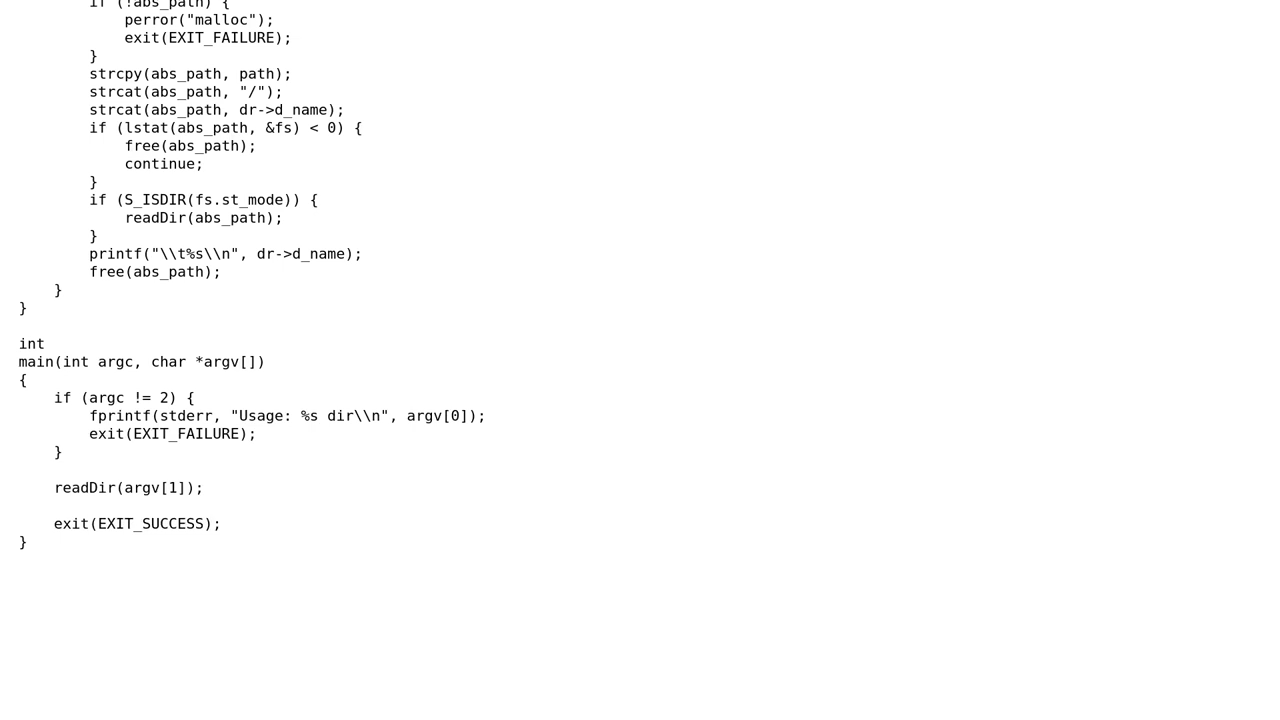 if (!abs_path) {
            perror("malloc");
            exit(EXIT_FAILURE);
        }
        strcpy(abs_path, path);
        strcat(abs_path, "/");
        strcat(abs_path, dr->d_name);
        if (lstat(abs_path, &fs) < 0) {
            free(abs_path);
            continue;
        }
        if (S_ISDIR(fs.st_mode)) {
            readDir(abs_path);
        }
        printf("\\t%s\\n", dr->d_name);
        free(abs_path);
    }
}

int
main(int argc, char *argv[])
{
    if (argc != 2) {
        fprintf(stderr, "Usage: %s dir\\n", argv[0]);
        exit(EXIT_FAILURE);
    }

    readDir(argv[1]);

    exit(EXIT_SUCCESS);
}